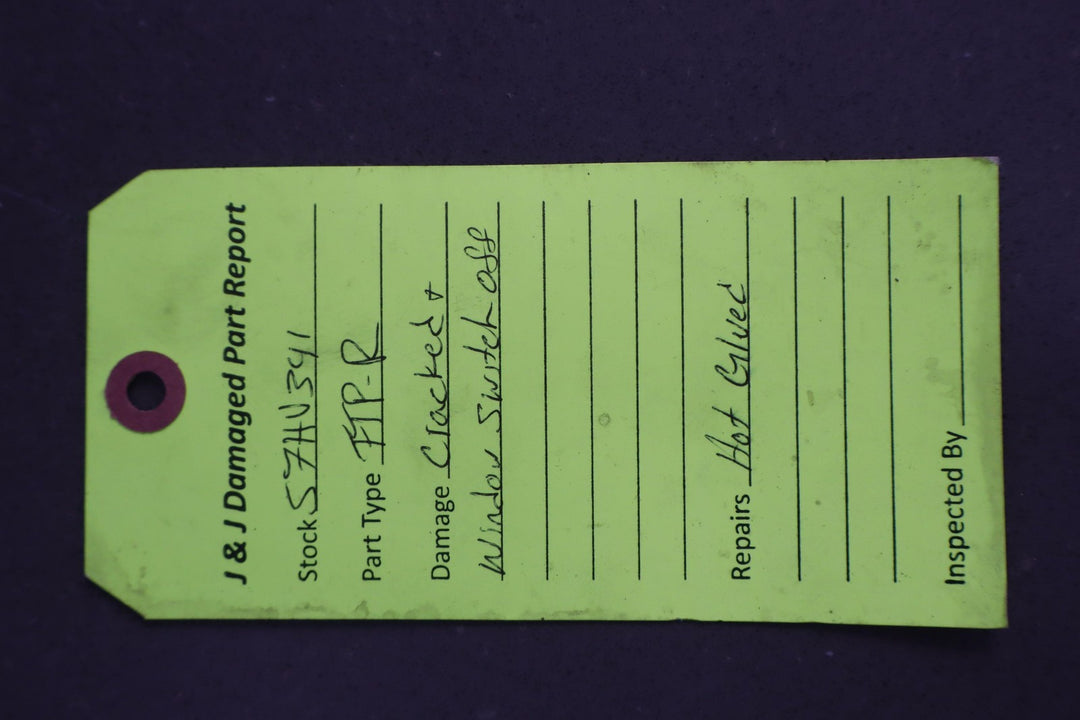 J & J Damaged Part Report
Stock S7HV341
Part Type FTP-R
Damage Cracked +
Window Switch off
Repairs Hot Glued
Inspected By